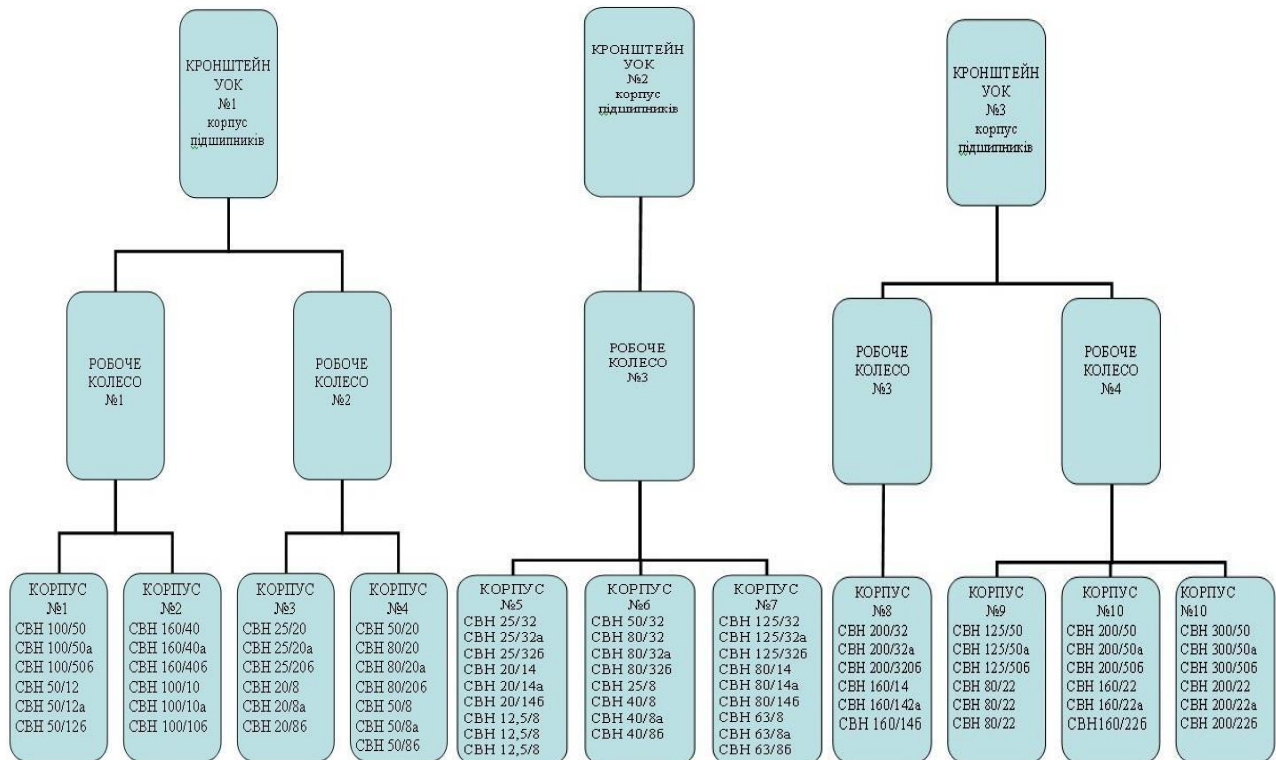 КРОНШТЕЙН
УОК
№1
корпус
підшипників
КРОНШТЕЙН
УОК
№2
корпус
підшипників
КРОНШТЕЙН
УОК
№3
корпус
підшипників
РОБОЧЕ
КОЛЕСО
№1
РОБОЧЕ
КОЛЕСО
№2
РОБОЧЕ
КОЛЕСО
№3
РОБОЧЕ
КОЛЕСО
№3
РОБОЧЕ
КОЛЕСО
№4
КОРПУС
№1
СВН 100/50
СВН 100/50а
СВН 100/50б
СВН 50/12
СВН 50/12а
СВН 50/12б
КОРПУС
№2
СВН 160/40
СВН 160/40а
СВН 160/40б
СВН 100/10
СВН 100/10а
СВН 100/10б
КОРПУС
№3
СВН 25/20
СВН 25/20а
СВН 25/20б
СВН 20/8
СВН 20/8а
СВН 20/8б
КОРПУС
№4
СВН 50/20
СВН 80/20
СВН 80/20а
СВН 80/20б
СВН 50/8
СВН 50/8а
СВН 50/8б
КОРПУС
№5
СВН 25/32
СВН 25/32а
СВН 25/32б
СВН 20/14
СВН 20/14а
СВН 20/14б
СВН 12,5/8
СВН 12,5/8
СВН 12,5/8
КОРПУС
№6
СВН 50/32
СВН 80/32
СВН 80/32а
СВН 80/32б
СВН 25/8
СВН 40/8
СВН 40/8а
СВН 40/8б
КОРПУС
№7
СВН 125/32
СВН 125/32а
СВН 125/32б
СВН 80/14
СВН 80/14а
СВН 80/14б
СВН 63/8
СВН 63/8а
СВН 63/8б
КОРПУС
№8
СВН 200/32
СВН 200/32а
СВН 200/320б
СВН 160/14
СВН 160/142а
СВН 160/14б
КОРПУС
№9
СВН 125/50
СВН 125/50а
СВН 125/50б
СВН 80/22
СВН 80/22
СВН 80/22
КОРПУС
№10
СВН 200/50
СВН 200/50а
СВН 200/50б
СВН 160/22
СВН 160/22а
СВН160/22б
КОРПУС
№10
СВН 300/50
СВН 300/50а
СВН 300/50б
СВН 200/22
СВН 200/22а
СВН 200/22б